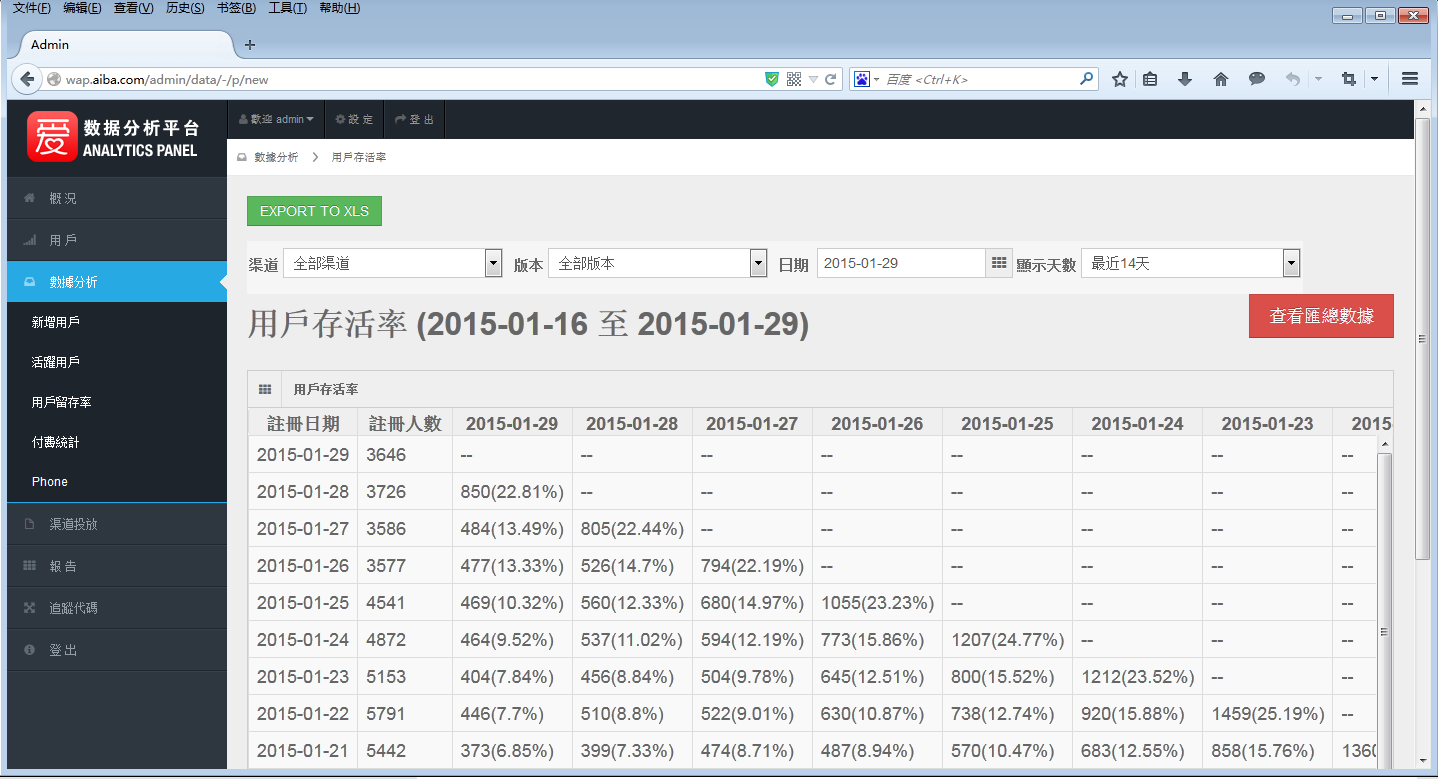 文件(F) 编辑(E) 查看(V) 历史(S) 书签(B) 工具(T) 帮助(H)
Admin
wap.aiba.com/admin/data/-/p/new
百度 <Ctrl+K>
爱 数据分析平台
ANALYTICS PANEL
歡迎 admin 設 定 登 出
數據分析 用戶存活率
概 況
用 戶
數據分析
新增用戶
活躍用戶
用戶留存率
付費統計
Phone
渠道投放
報 告
追蹤代碼
登 出
EXPORT TO XLS
渠道 全部渠道 版本 全部版本 日期 2015-01-29 顯示天數 最近14天
用戶存活率 (2015-01-16 至 2015-01-29)
查看匯總數據
用戶存活率
註冊日期 註冊人數 2015-01-29 2015-01-28 2015-01-27 2015-01-26 2015-01-25 2015-01-24 2015-01-23 2015-
2015-01-29 3646 -- -- -- -- -- -- -- --
2015-01-28 3726 850(22.81%) -- -- -- -- -- -- --
2015-01-27 3586 484(13.49%) 805(22.44%) -- -- -- -- -- --
2015-01-26 3577 477(13.33%) 526(14.7%) 794(22.19%) -- -- -- -- --
2015-01-25 4541 469(10.32%) 560(12.33%) 680(14.97%) 1055(23.23%) -- -- -- --
2015-01-24 4872 464(9.52%) 537(11.02%) 594(12.19%) 773(15.86%) 1207(24.77%) -- -- --
2015-01-23 5153 404(7.84%) 456(8.84%) 504(9.78%) 645(12.51%) 800(15.52%) 1212(23.52%) -- --
2015-01-22 5791 446(7.7%) 510(8.8%) 522(9.01%) 630(10.87%) 738(12.74%) 920(15.88%) 1459(25.19%) --
2015-01-21 5442 373(6.85%) 399(7.33%) 474(8.71%) 487(8.94%) 570(10.47%) 683(12.55%) 858(15.76%) 1360